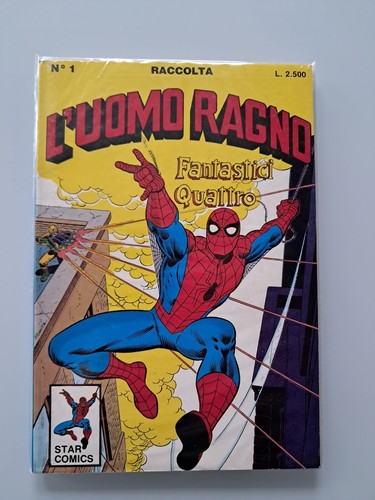 N° 1 RACCOLTA L. 2.500
L'UOMO RAGNO
Fantastici
Quattro
STAR
COMICS